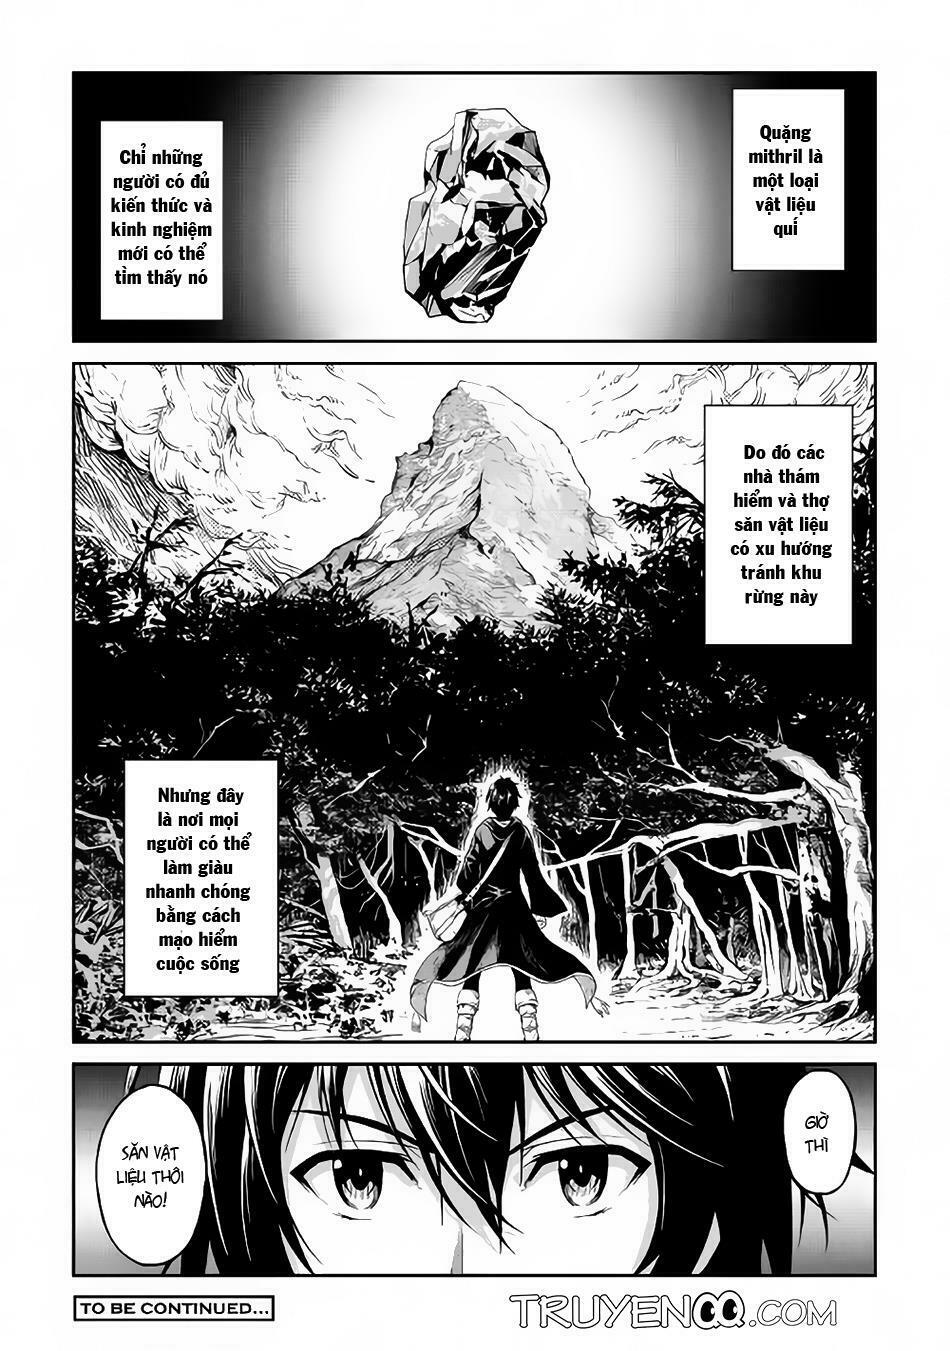 Quặng
mithril là
một loại
vật liệu
quí
Chỉ những
người có đủ
kiến thức và
kinh nghiệm
mới có thể
tìm thấy nó
Do đó các
nhà thám
hiểm và thợ
săn vật liệu
có xu hướng
tránh khu
rừng này
Nhưng đây
là nơi mọi
người có thể
làm giàu
nhanh chóng
bằng cách
mạo hiểm
cuộc sống
GIỜ
THÌ
SĂN VẬT
LIỆU THÔI
NÀO!
TO BE CONTINUED...
TRUYENQQ.COM